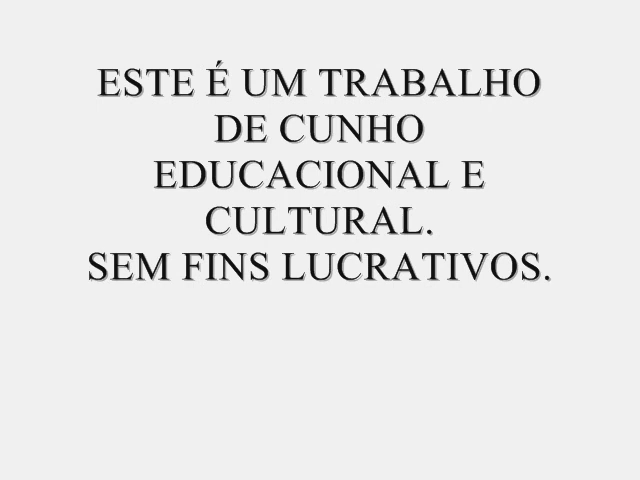 ESTE É UM TRABALHO
DE CUNHO
EDUCACIONAL E
CULTURAL.
SEM FINS LUCRATIVOS.